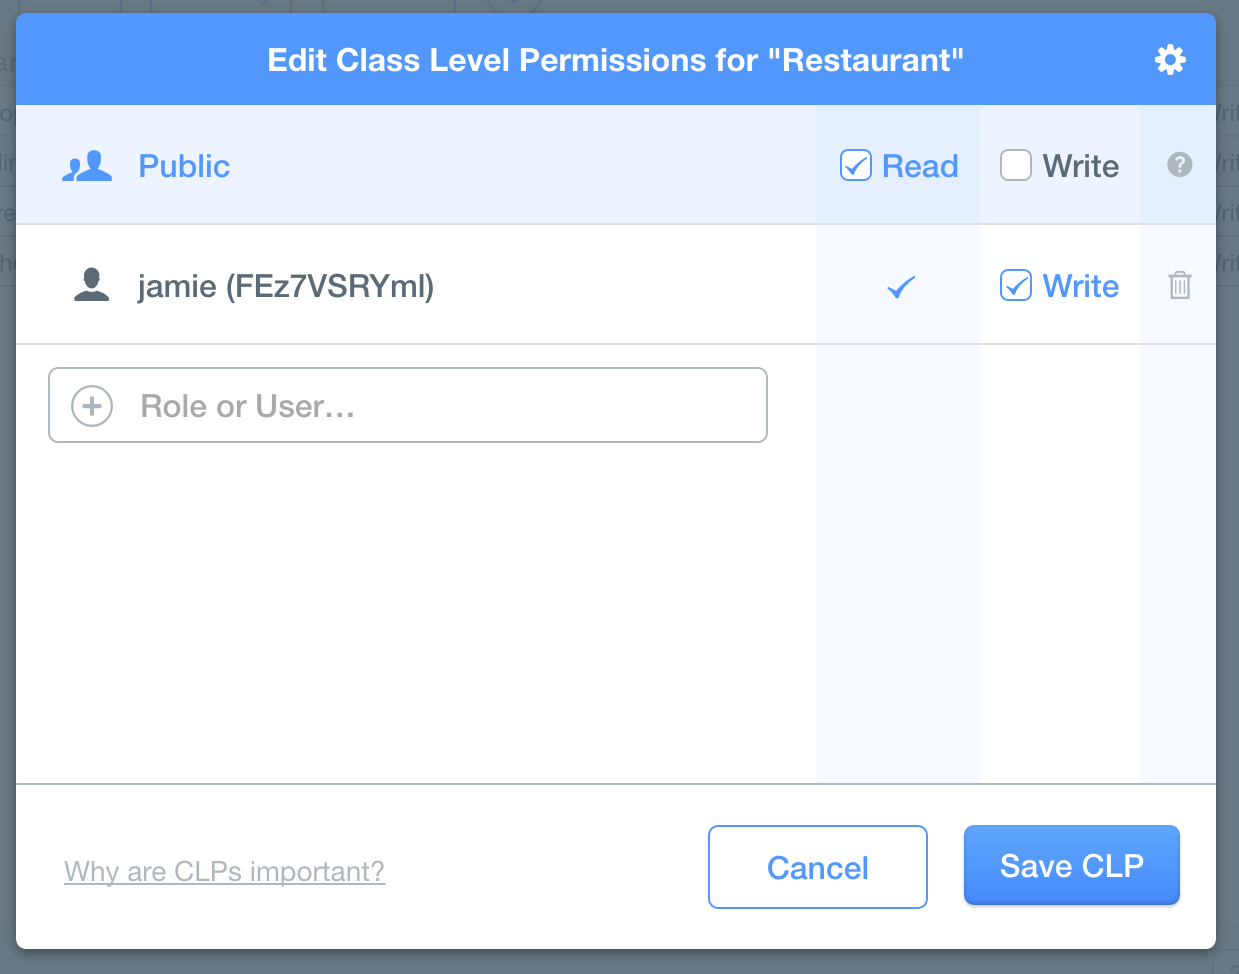 Edit Class Level Permissions for "Restaurant"
Public Read Write ?
jamie (FEz7VSRYml) Write
Role or User...
Why are CLPs important? Cancel Save CLP